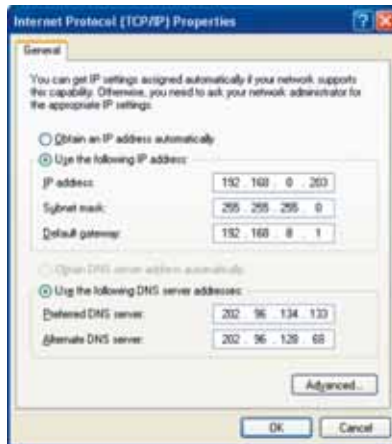 Internet Protocol (TCP/IP) Properties
General
You can get IP settings assigned automatically if your network supports
this capability. Otherwise, you need to ask your network administrator for
the appropriate IP settings.
Obtain an IP address automatically
Use the following IP address:
IP address: 192 . 168 . 0 . 203
Subnet mask: 255 . 255 . 255 . 0
Default gateway: 192 . 168 . 0 . 1
Obtain DNS server address automatically
Use the following DNS server addresses:
Preferred DNS server: 202 . 96 . 134 . 133
Alternate DNS server: 202 . 96 . 128 . 68
Advanced...
OK Cancel